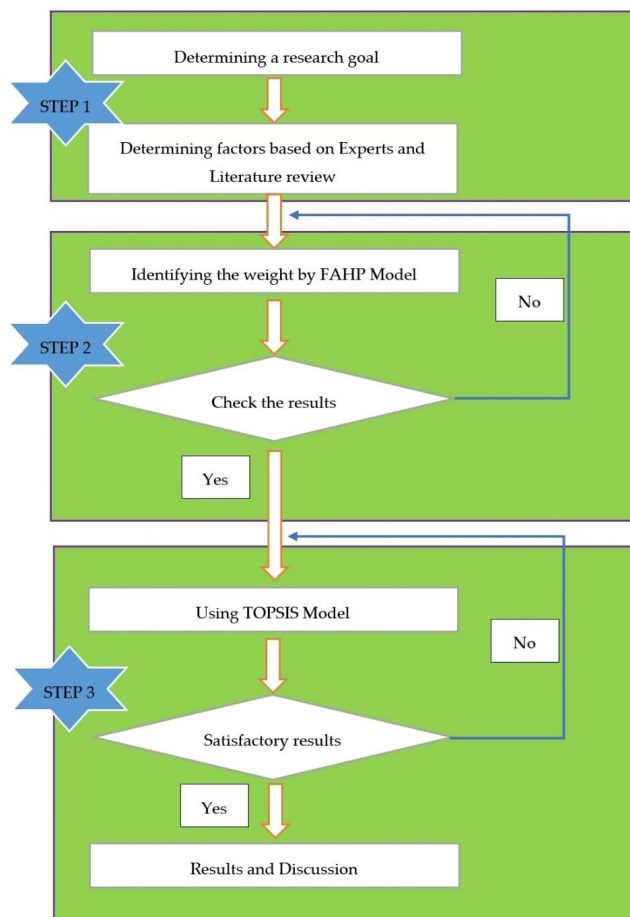 Determining a research goal
STEP 1
Determining factors based on Experts and
Literature review
Identifying the weight by FAHP Model
No
STEP 2
Check the results
Yes
Using TOPSIS Model
No
STEP 3
Satisfactory results
Yes
Results and Discussion